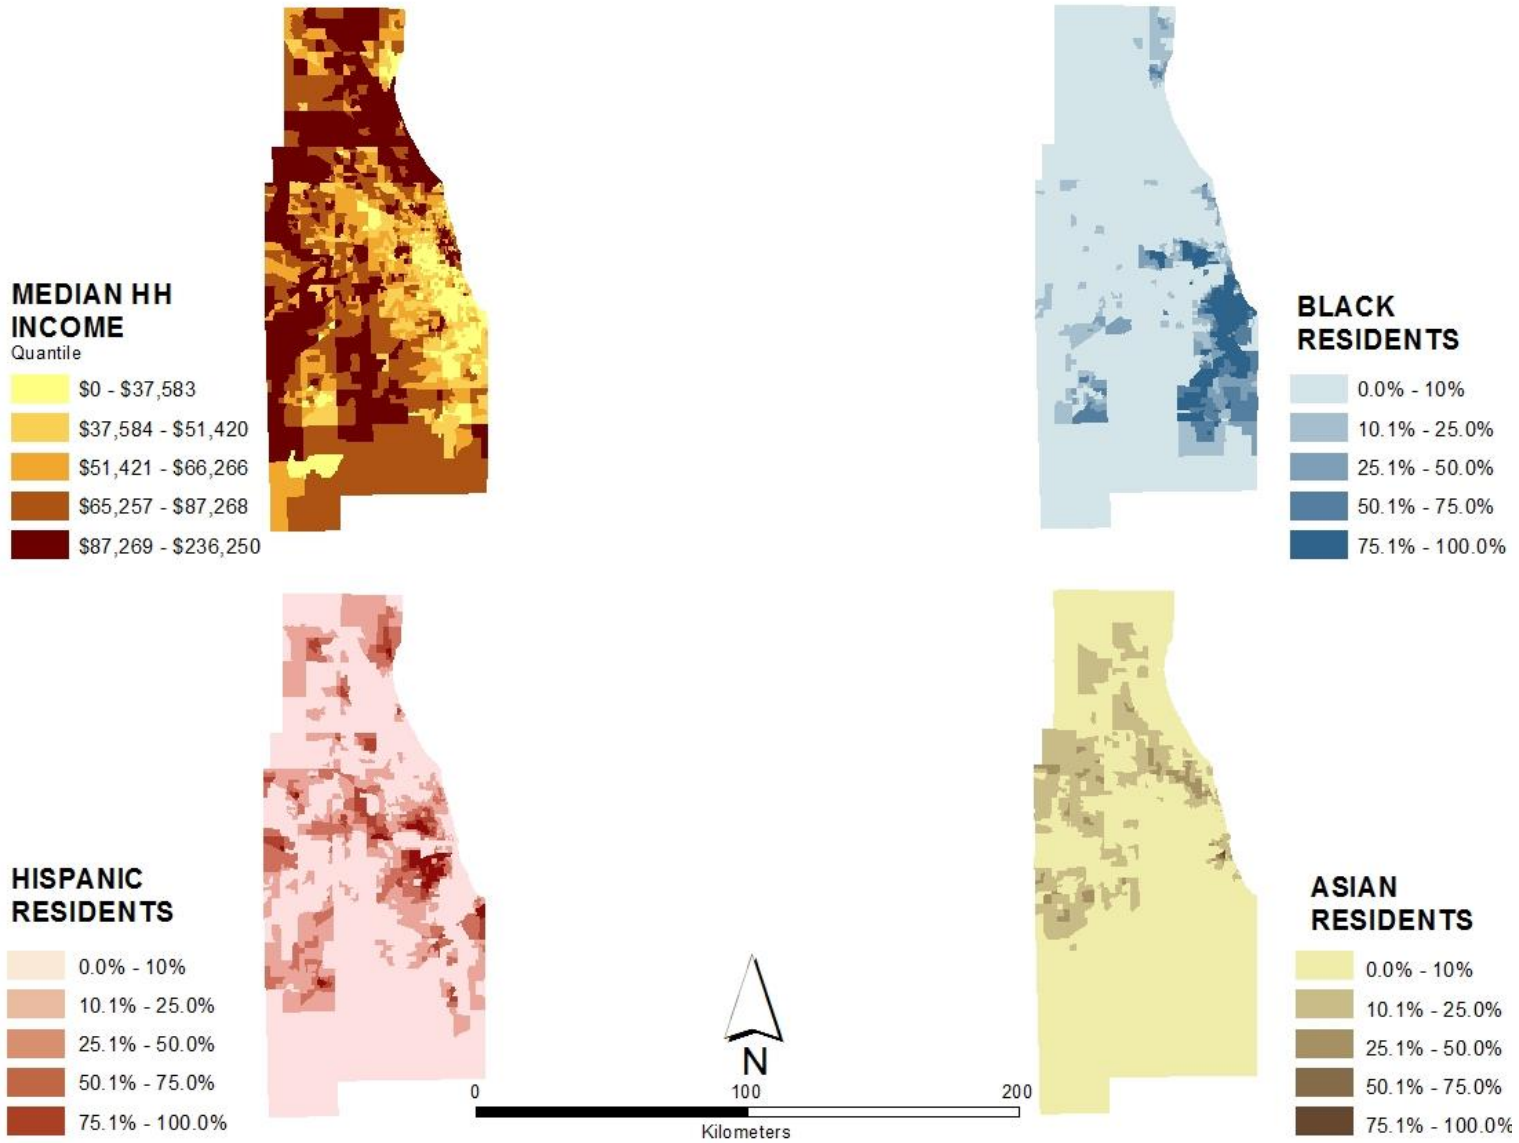 MEDIAN HH
INCOME
Quantile
$0 - $37,583
$37,584 - $51,420
$51,421 - $66,266
$65,257 - $87,268
$87,269 - $236,250
BLACK
RESIDENTS
0.0% - 10%
10.1% - 25.0%
25.1% - 50.0%
50.1% - 75.0%
75.1% - 100.0%
HISPANIC
RESIDENTS
0.0% - 10%
10.1% - 25.0%
25.1% - 50.0%
50.1% - 75.0%
75.1% - 100.0%
N
0 100 200
Kilometers
ASIAN
RESIDENTS
0.0% - 10%
10.1% - 25.0%
25.1% - 50.0%
50.1% - 75.0%
75.1% - 100.0%